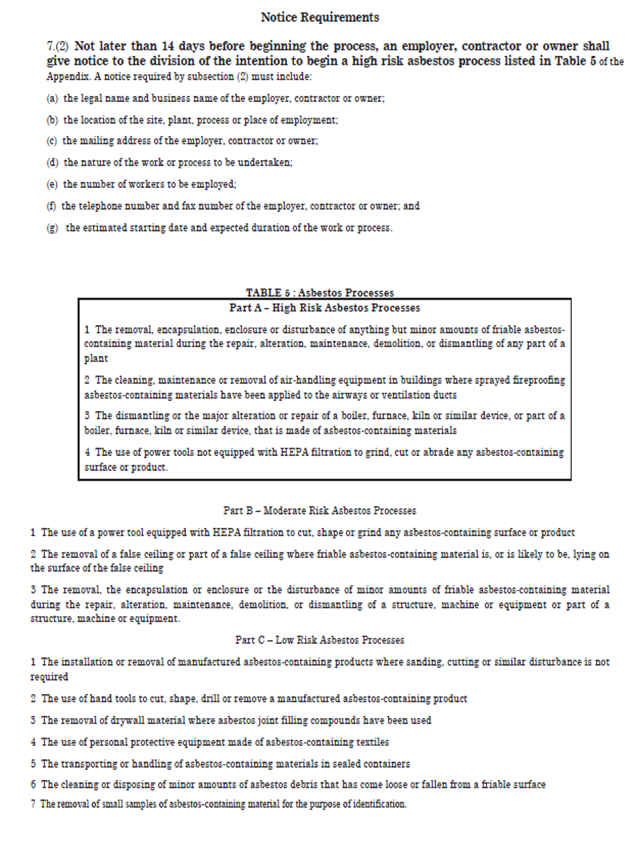 Notice Requirements
7.(2) Not later than 14 days before beginning the process, an employer, contractor or owner shall
give notice to the division of the intention to begin a high risk asbestos process listed in Table 5 of the
Appendix. A notice required by subsection (2) must include:
(a) the legal name and business name of the employer, contractor or owner;
(b) the location of the site, plant, process or place of employment;
(c) the mailing address of the employer, contractor or owner;
(d) the nature of the work or process to be undertaken;
(e) the number of workers to be employed;
(f) the telephone number and fax number of the employer, contractor or owner; and
(g) the estimated starting date and expected duration of the work or process.
TABLE 5 : Asbestos Processes
Part A – High Risk Asbestos Processes
1 The removal, encapsulation, enclosure or disturbance of anything but minor amounts of friable asbestos-
containing material during the repair, alteration, maintenance, demolition, or dismantling of any part of a
plant
2 The cleaning, maintenance or removal of air-handling equipment in buildings where sprayed fireproofing
asbestos-containing materials have been applied to the airways or ventilation ducts
3 The dismantling or the major alteration or repair of a boiler, furnace, kiln or similar device, or part of a
boiler, furnace, kiln or similar device, that is made of asbestos-containing materials
4 The use of power tools not equipped with HEPA filtration to grind, cut or abrade any asbestos-containing
surface or product.
Part B – Moderate Risk Asbestos Processes
1 The use of a power tool equipped with HEPA filtration to cut, shape or grind any asbestos-containing surface or product
2 The removal of a false ceiling or part of a false ceiling where friable asbestos-containing material is, or is likely to be, lying on
the surface of the false ceiling
3 The removal, the encapsulation or enclosure or the disturbance of minor amounts of friable asbestos-containing material
during the repair, alteration, maintenance, demolition, or dismantling of a structure, machine or equipment or part of a
structure, machine or equipment.
Part C – Low Risk Asbestos Processes
1 The installation or removal of manufactured asbestos-containing products where sanding, cutting or similar disturbance is not
required
2 The use of hand tools to cut, shape, drill or remove a manufactured asbestos-containing product
3 The removal of drywall material where asbestos joint filling compounds have been used
4 The use of personal protective equipment made of asbestos-containing textiles
5 The transporting or handling of asbestos-containing materials in sealed containers
6 The cleaning or disposing of minor amounts of asbestos debris that has come loose or fallen from a friable surface
7 The removal of small samples of asbestos-containing material for the purpose of identification.